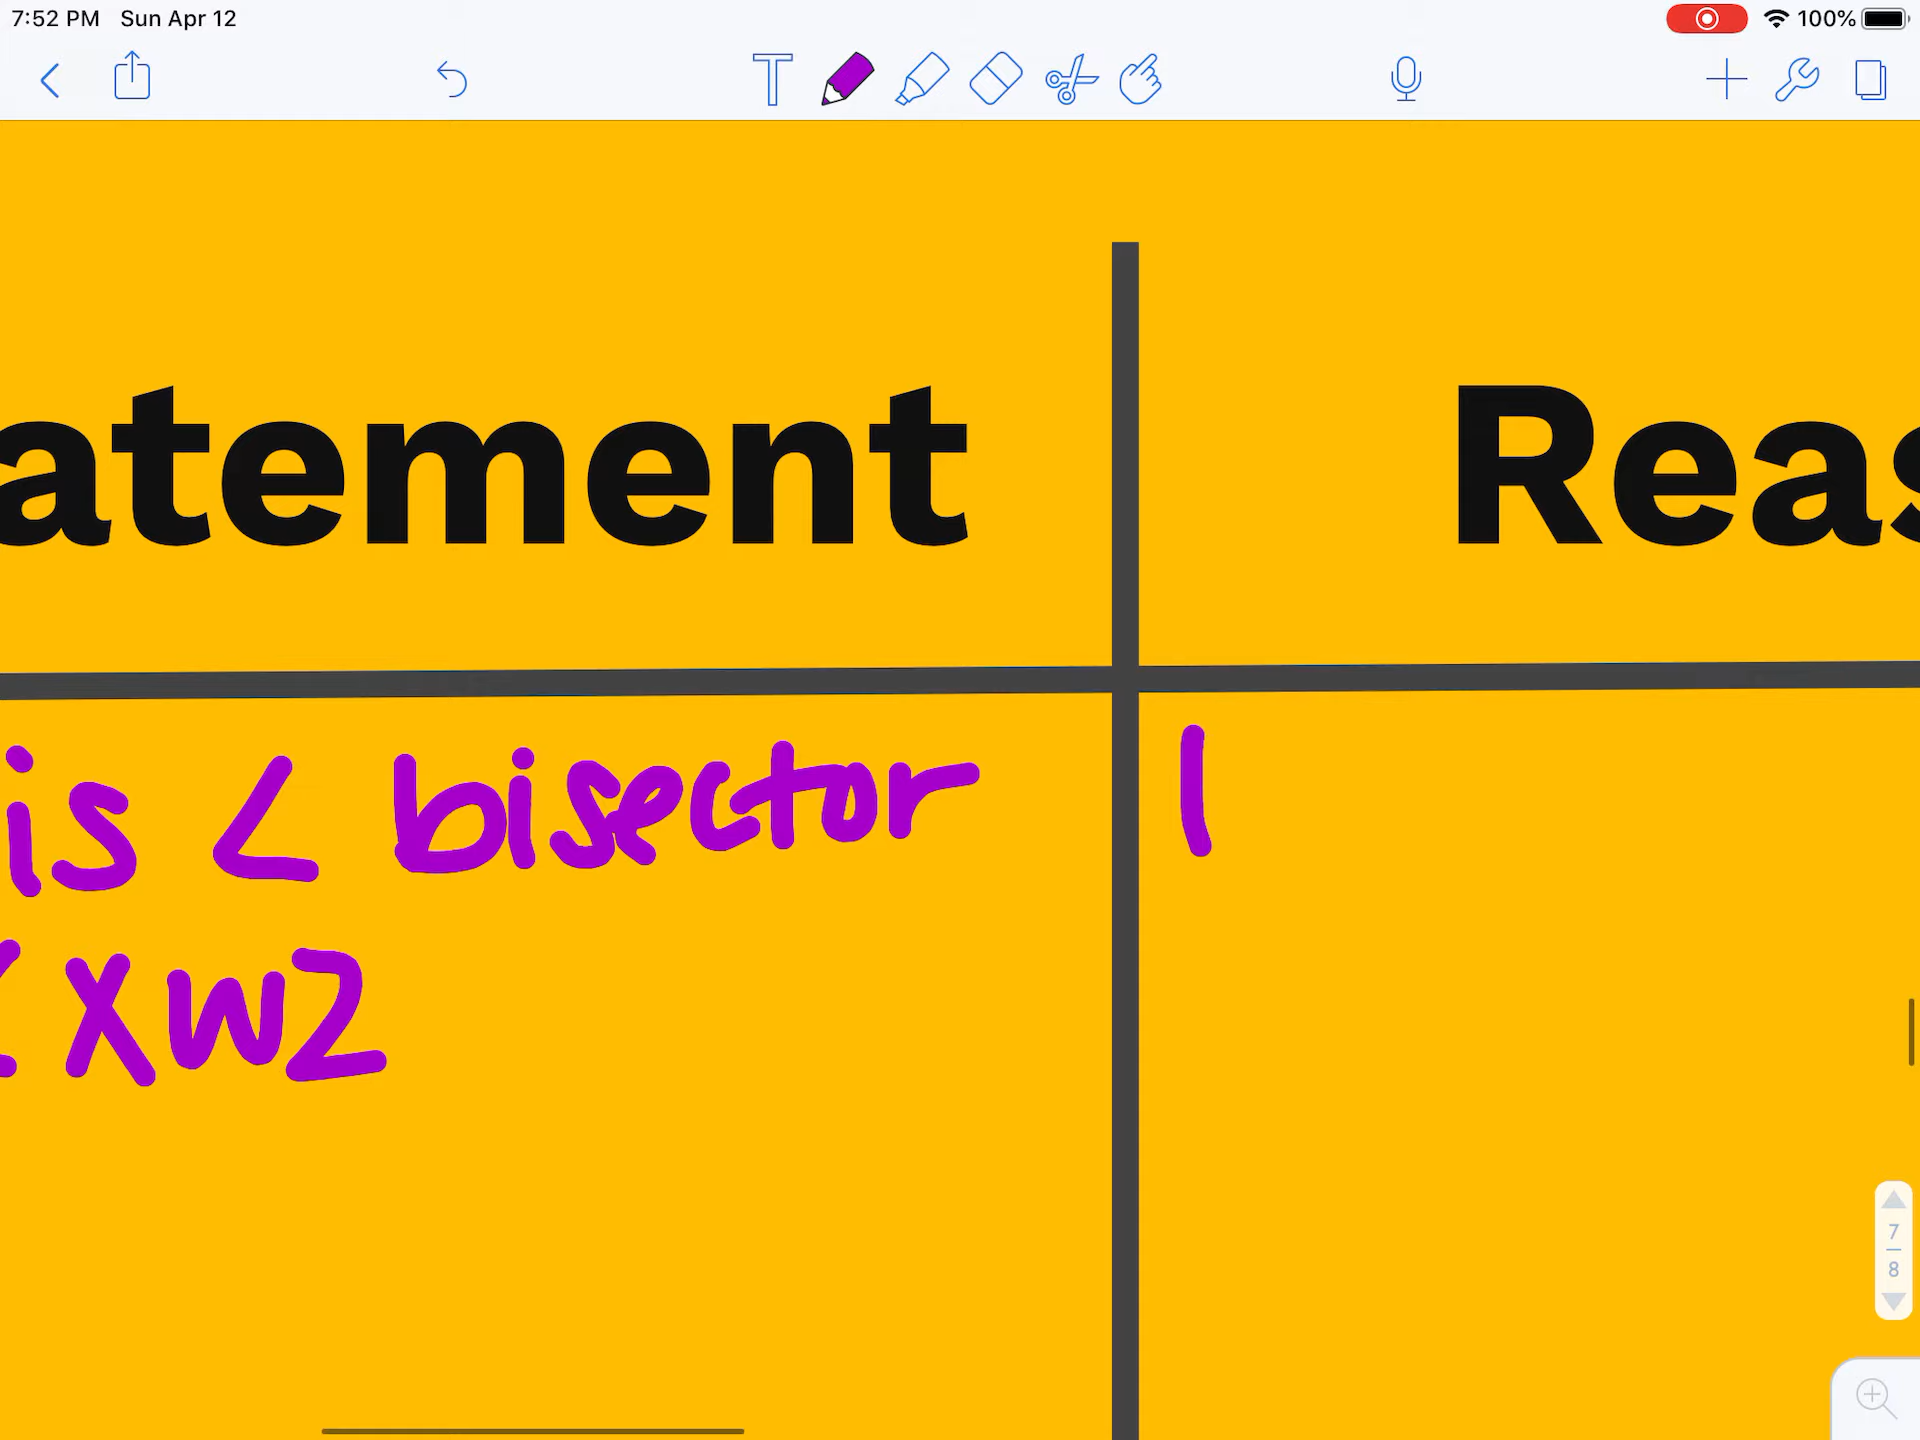 7:52 PM Sun Apr 12 100%
T
atement Reas
is < bisector 1
< XWZ
7
8